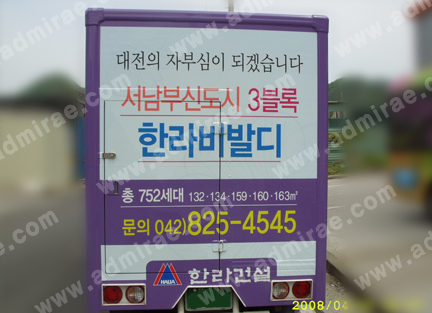 대전의 자부심이 되겠습니다
서남부신도시 3블록
한라비발디
총 752세대 132·134·159·160·163㎡
문의 042)825-4545
HALLA 한라건설
www.admirae.com